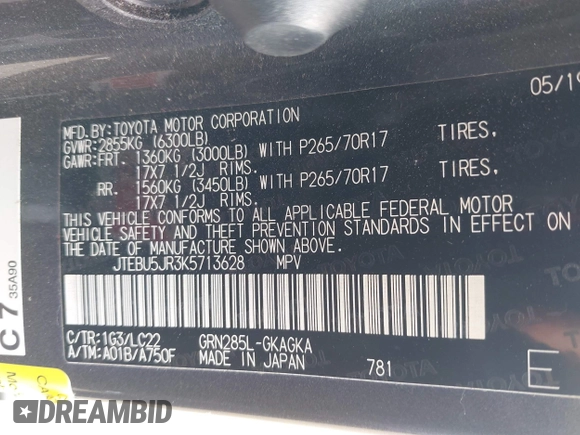 05/19
MFD.BY:TOYOTA MOTOR CORPORATION
GVWR:2855KG (6300LB)
GAWR:FRT. 1360KG (3000LB) WITH P265/70R17 TIRES,
17X7 1/2J RIMS.
RR. 1560KG (3450LB) WITH P265/70R17 TIRES,
17X7 1/2J RIMS.
THIS VEHICLE CONFORMS TO ALL APPLICABLE FEDERAL MOTOR
VEHICLE SAFETY AND THEFT PREVENTION STANDARDS IN EFFECT ON
THE DATE OF MANUFACTURE SHOWN ABOVE.
JTEBU5JR3K5713628 MPV
C/TR:1G3/LC22 GRN285L-GKAGKA
A/TM:A01B/A750F MADE IN JAPAN 781
E
C 7 35A90
DREAMBID